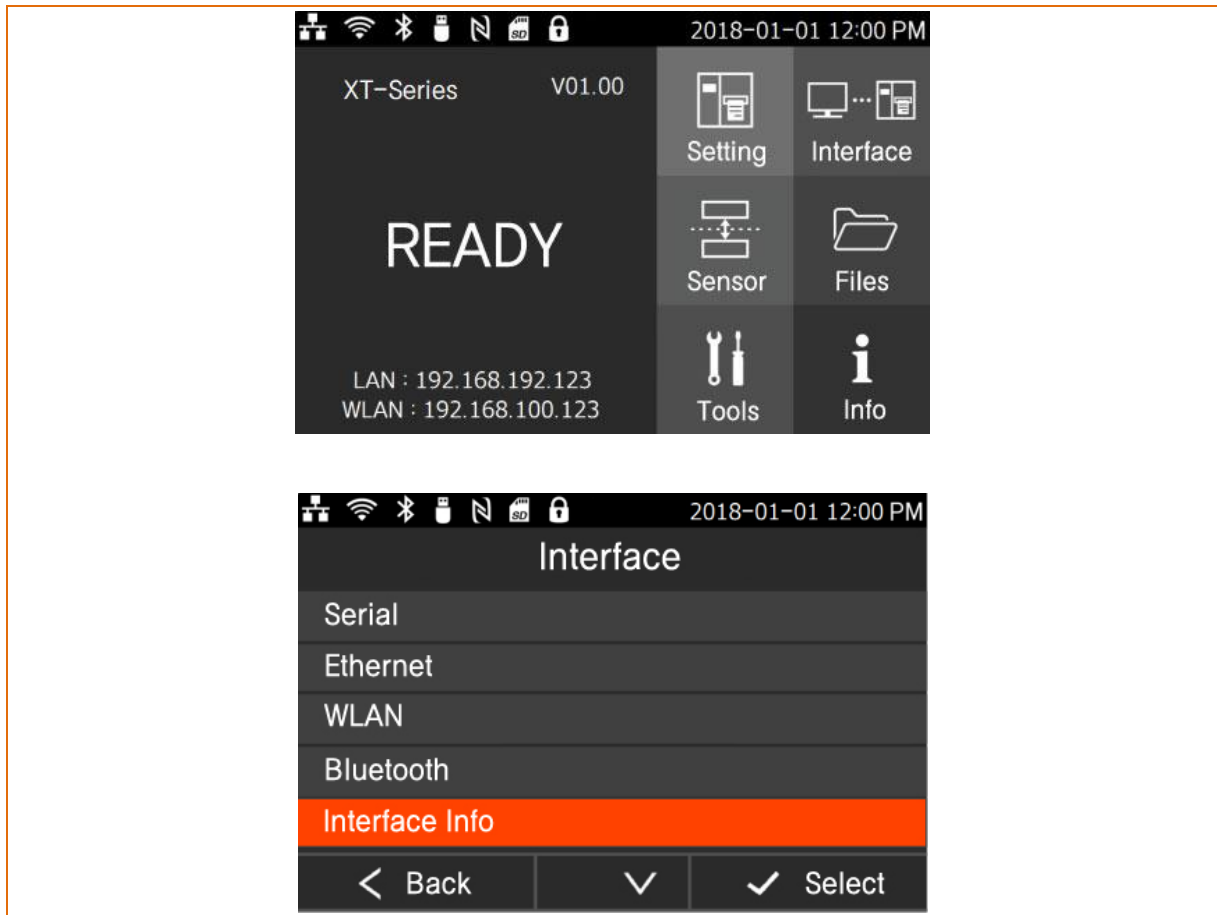 SD 2018-01-01 12:00 PM
XT-Series V01.00
Setting Interface
READY
Sensor Files
LAN : 192.168.192.123
WLAN : 192.168.100.123
Tools Info
SD 2018-01-01 12:00 PM
Interface
Serial
Ethernet
WLAN
Bluetooth
Interface Info
Back Select